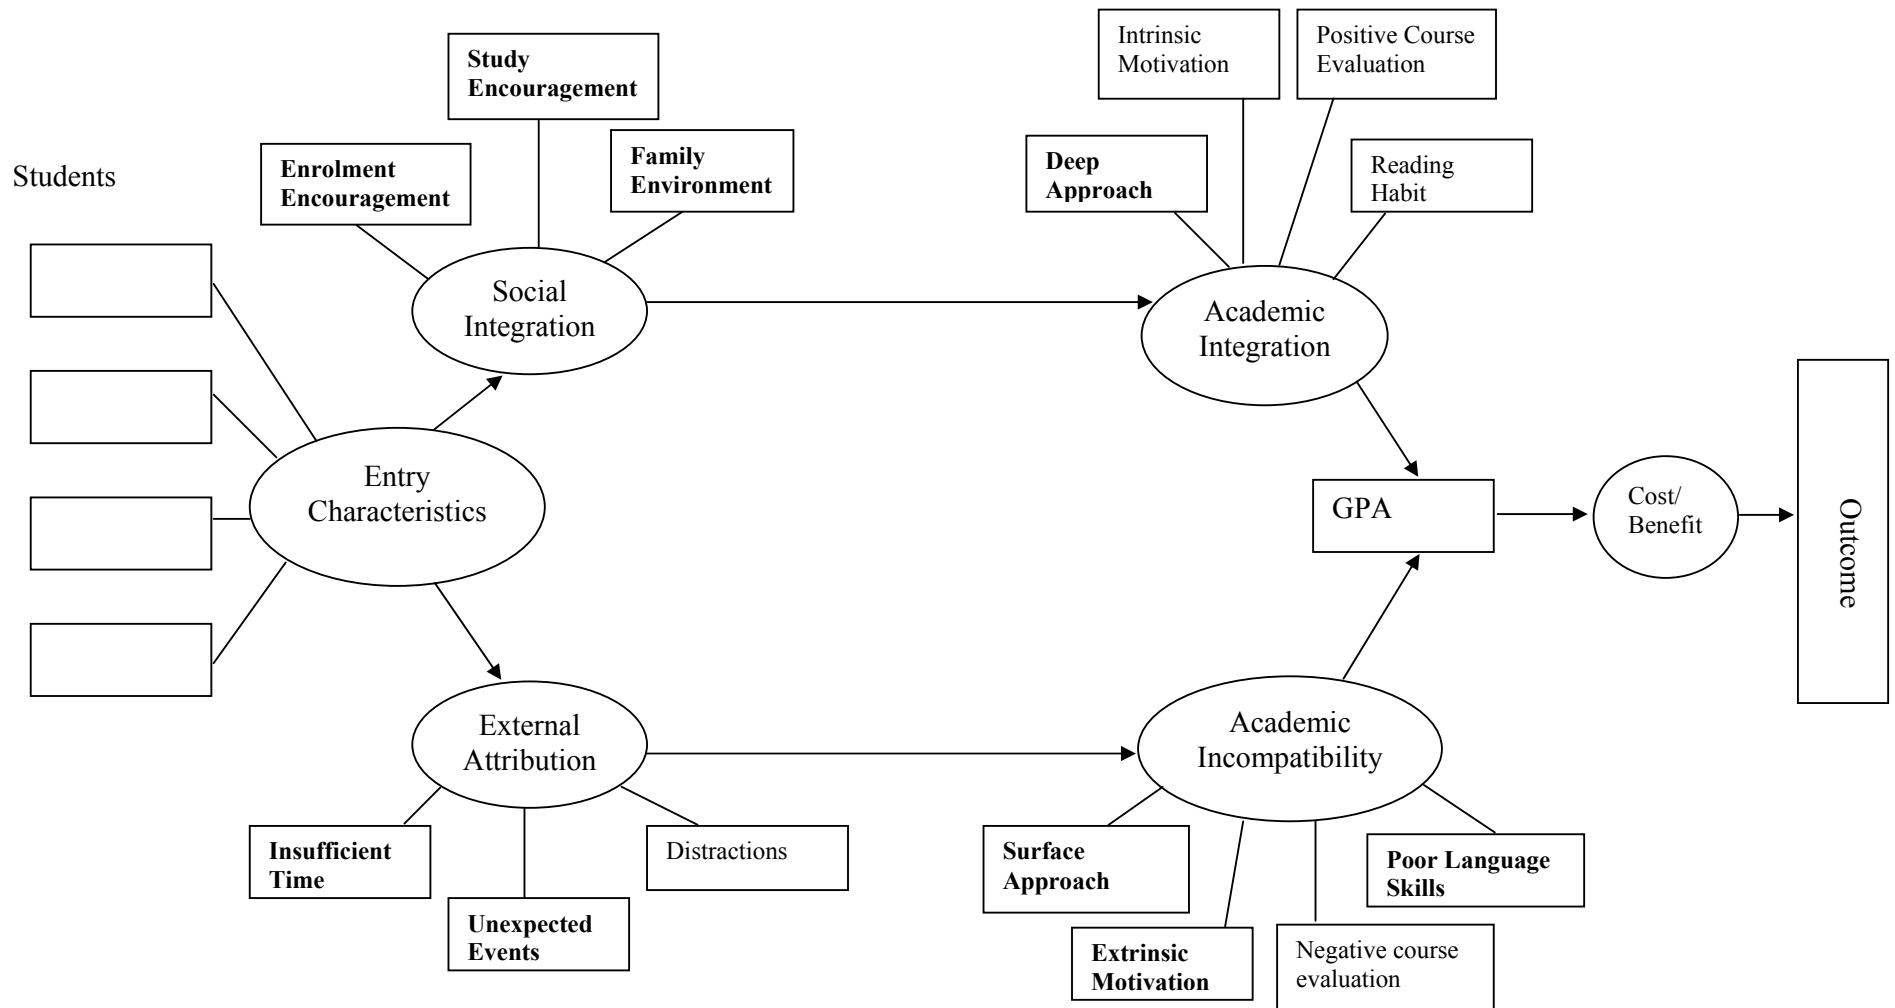 Students
Study
Encouragement
Enrolment
Encouragement
Family
Environment
Social
Integration
Intrinsic
Motivation
Positive Course
Evaluation
Deep
Approach
Reading
Habit
Academic
Integration
Entry
Characteristics
GPA
Cost/
Benefit
Outcome
External
Attribution
Academic
Incompatibility
Insufficient
Time
Unexpected
Events
Distractions
Surface
Approach
Extrinsic
Motivation
Negative course
evaluation
Poor Language
Skills